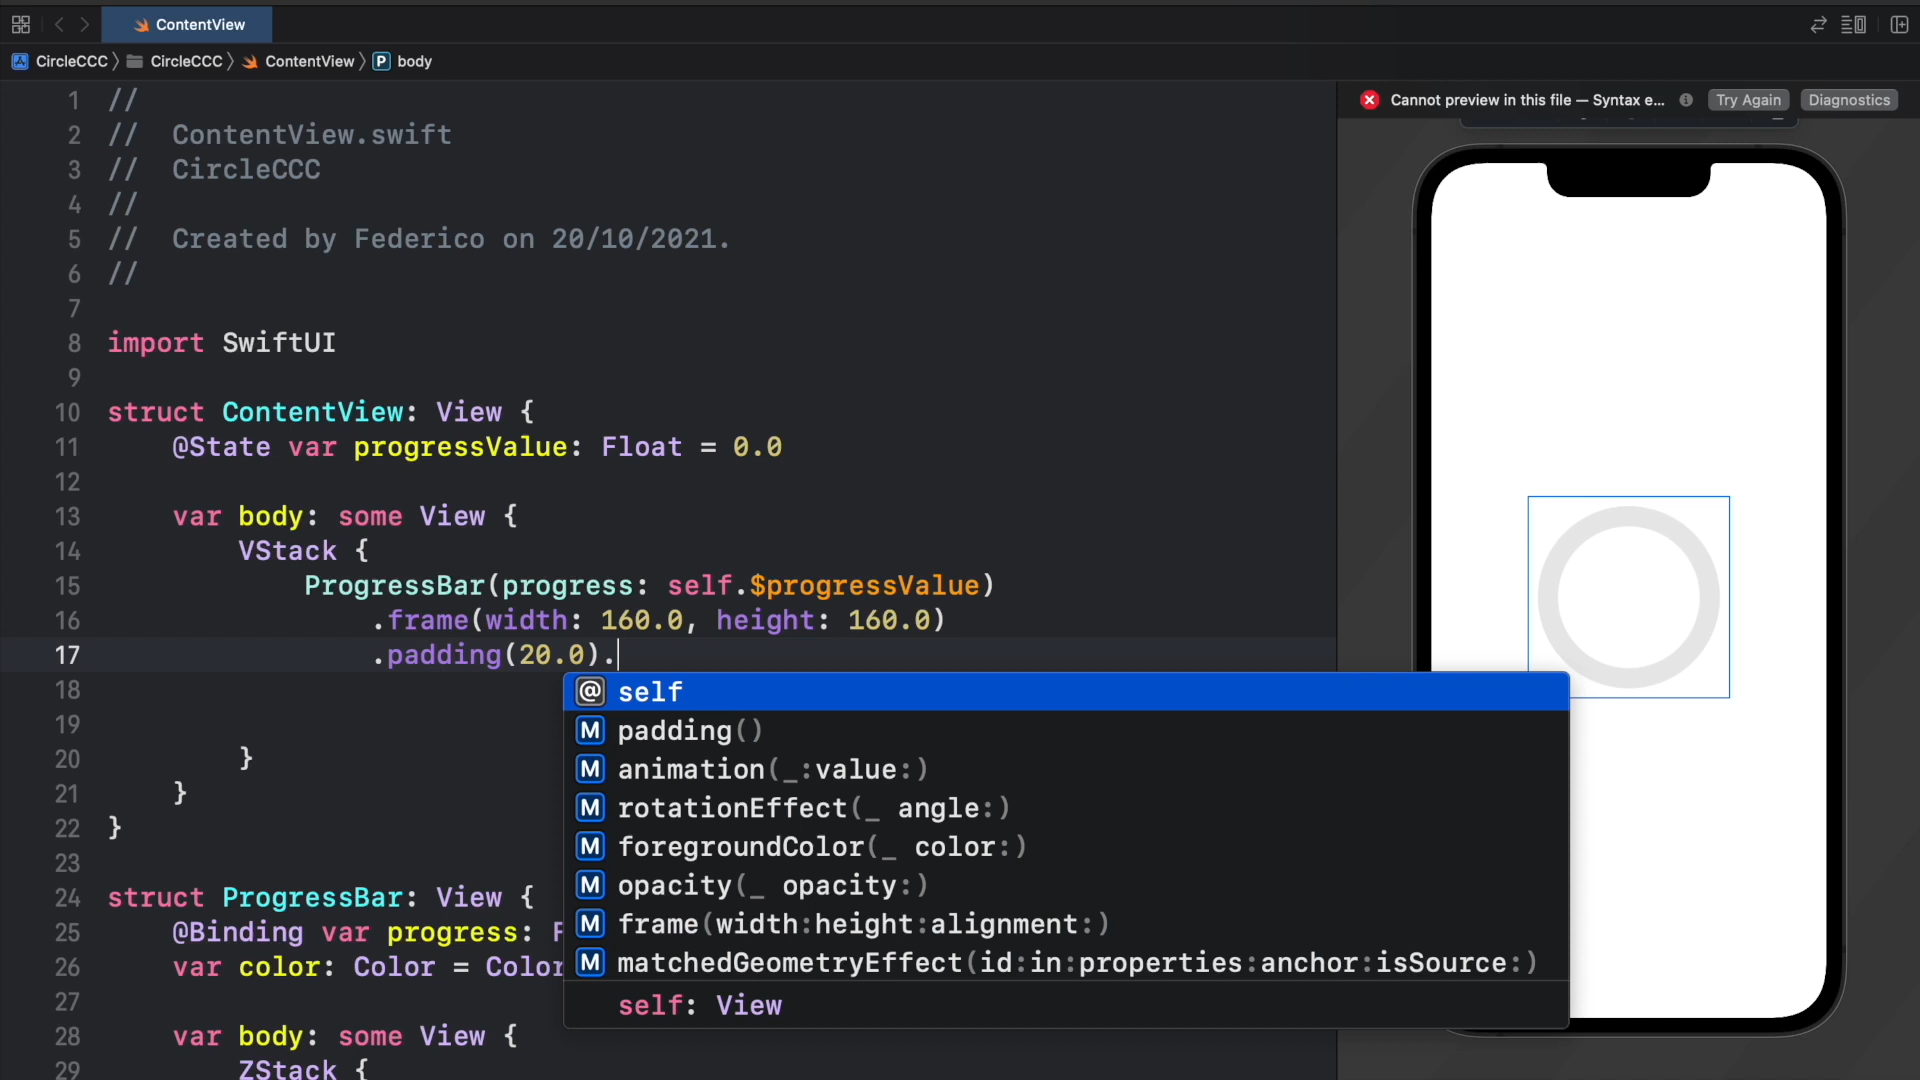 ContentView
CircleCCC
CircleCCC
ContentView
P
body
1 //
2 //  ContentView.swift
3 //  CircleCCC
4 //
5 //  Created by Federico on 20/10/2021.
6 //
7
8 import SwiftUI
9
10 struct ContentView: View {
11     @State var progressValue: Float = 0.0
12
13     var body: some View {
14         VStack {
15             ProgressBar(progress: self.$progressValue)
16                 .frame(width: 160.0, height: 160.0)
17                 .padding(20.0).
18
19
20         }
21     }
22 }
23
24 struct ProgressBar: View {
25     @Binding var progress: F
26     var color: Color = Color
27
28     var body: some View {
29         ZStack {
@ self
M padding()
M animation(_:value:)
M rotationEffect(_ angle:)
M foregroundColor(_ color:)
M opacity(_ opacity:)
M frame(width:height:alignment:)
M matchedGeometryEffect(id:in:properties:anchor:isSource:)
self: View
Cannot preview in this file — Syntax e...
Try Again
Diagnostics